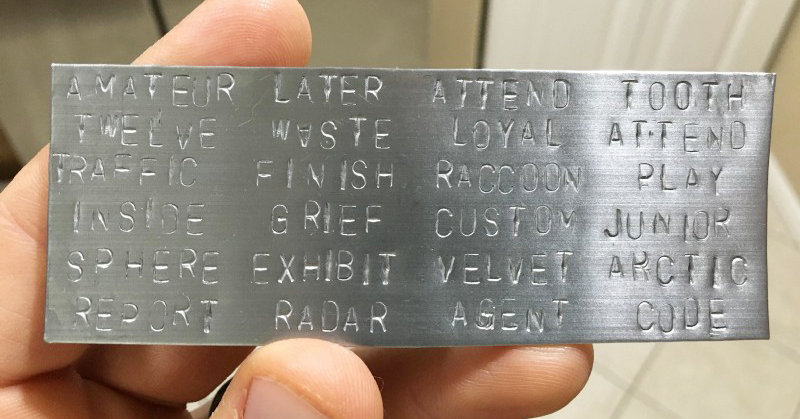 AMATEUR LATER ATTEND TOOTH
TWELVE WASTE LOYAL ATTEND
TRAFFIC FINISH RACCOON PLAY
INSIDE GRIEF CUSTOM JUNIOR
SPHERE EXHIBIT VELVET ARCTIC
REPORT RADAR AGENT CODE